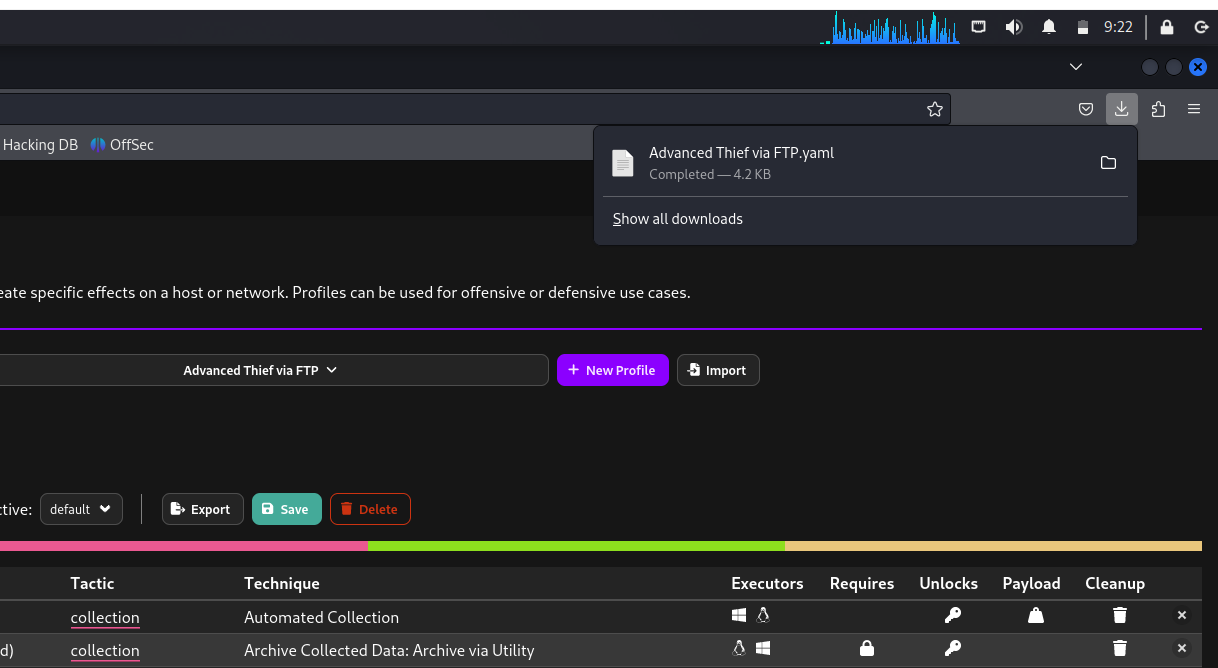 9:22
Hacking DB OffSec
Advanced Thief via FTP.yaml
Completed — 4.2 KB
Show all downloads
eate specific effects on a host or network. Profiles can be used for offensive or defensive use cases.
Advanced Thief via FTP + New Profile Import
ctive: default Export Save Delete
Tactic Technique Executors Requires Unlocks Payload Cleanup
collection Automated Collection
d) collection Archive Collected Data: Archive via Utility